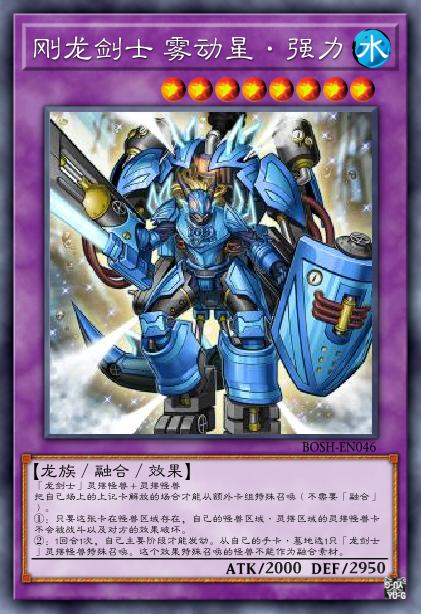 刚龙剑士 雾动星·强力
水
BOSH-EN046
【龙族/融合/效果】
「龙剑士」灵摆怪兽+灵摆怪兽
把自己场上的上记卡解放的场合才能从额外卡组特殊召唤(不需要「融合」
)。
①:只要这张卡在怪兽区域存在,自己的怪兽区域·灵摆区域的灵摆怪兽卡
不会被战斗以及对方的效果破坏。
②:1回合1次,自己主要阶段才能发动。从自己的手卡·墓地选1只「龙剑士」
灵摆怪兽特殊召唤。这个效果特殊召唤的怪兽不能作为融合素材。
ATK/2000 DEF/2950